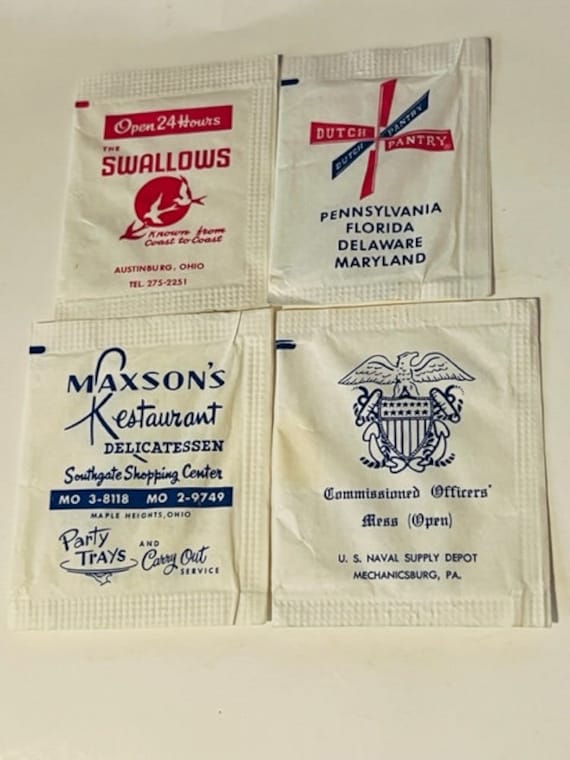 Open 24 Hours
THE
SWALLOWS
Known from
Coast to Coast
AUSTINBURG, OHIO
TEL. 275-2251
DUTCH PANTRY
DUTCH PANTRY
PENNSYLVANIA
FLORIDA
DELAWARE
MARYLAND
MAXSON'S
Restaurant
DELICATESSEN
Southgate Shopping Center
MO 3-8118 MO 2-9749
MAPLE HEIGHTS, OHIO
Party
TRAYS AND Carry Out
SERVICE
Commissioned Officers'
Mess (Open)
U. S. NAVAL SUPPLY DEPOT
MECHANICSBURG, PA.